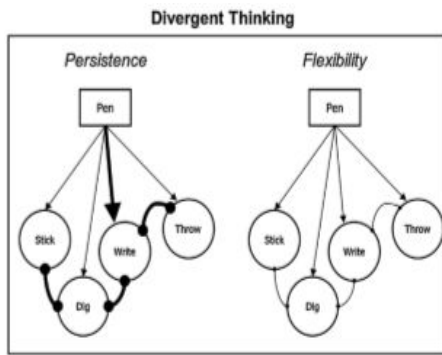 Divergent Thinking
Persistence
Pen
Stick
Write
Throw
Dig
Flexibility
Pen
Stick
Write
Throw
Dig